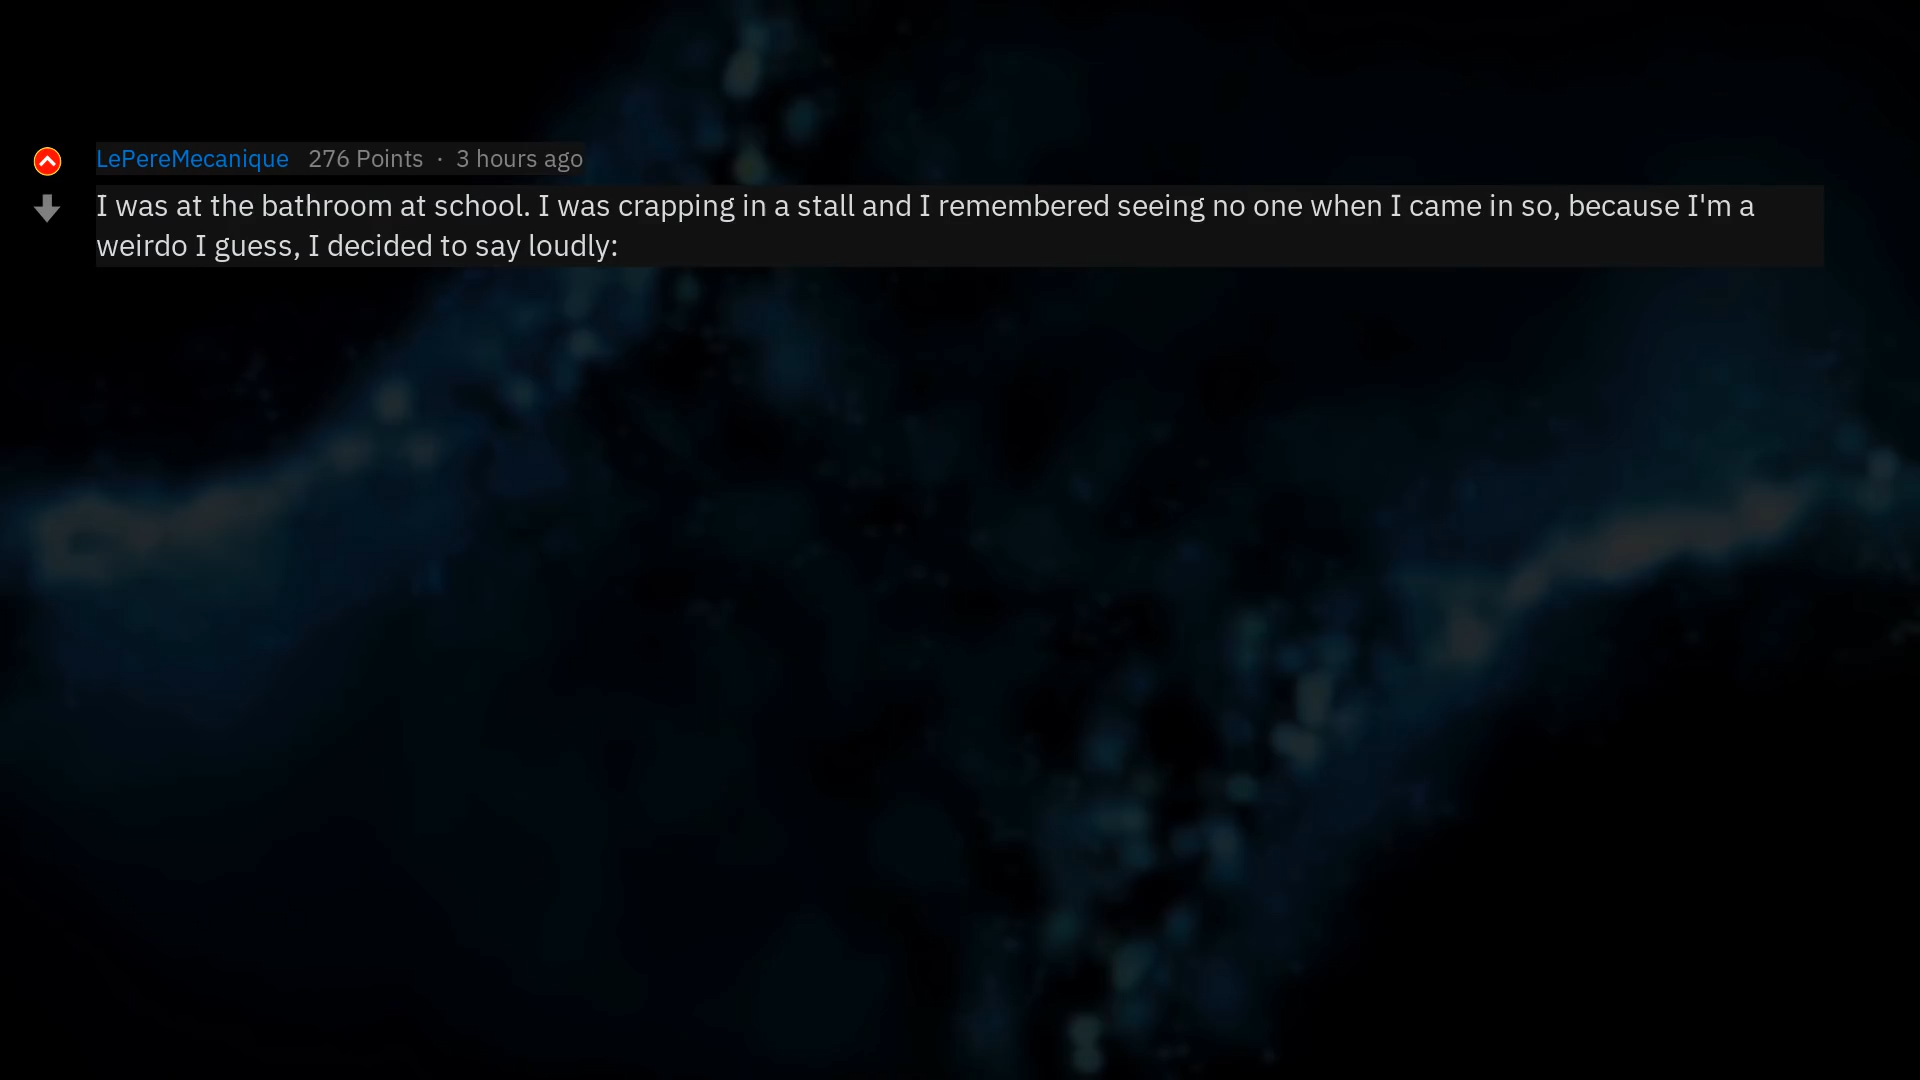 LePereMecanique 276 Points · 3 hours ago
I was at the bathroom at school. I was crapping in a stall and I remembered seeing no one when I came in so, because I'm a
weirdo I guess, I decided to say loudly: